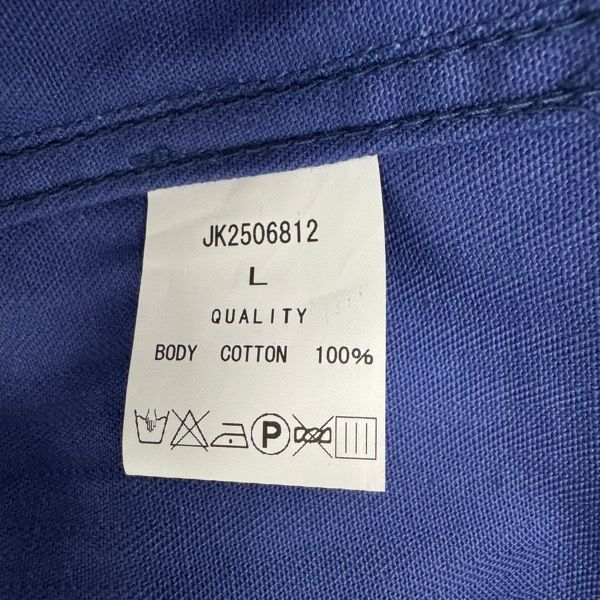 JK2506812
L
QUALITY
BODY COTTON 100%
P